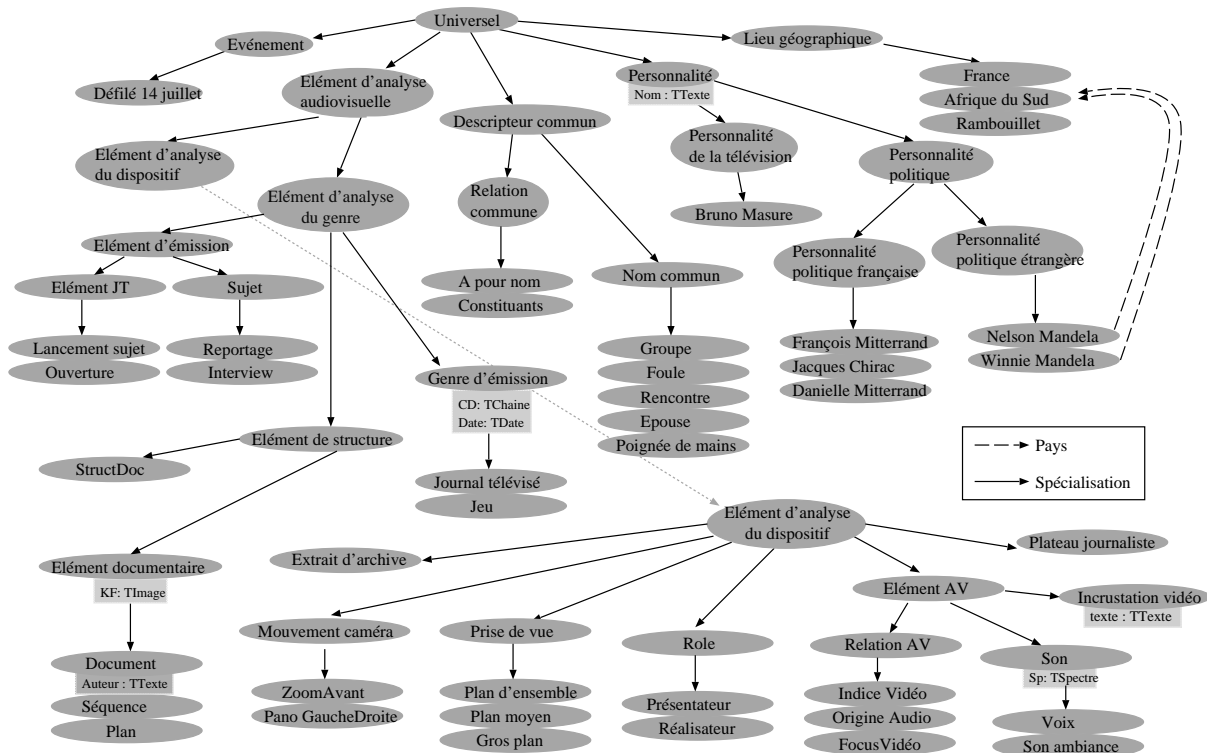 Universel
Evénement
Lieu géographique
Défilé 14 juillet
Elément d'analyse
audiovisuelle
Personnalité
Nom : TTexte
France
Afrique du Sud
Rambouillet
Descripteur commun
Elément d'analyse
du dispositif
Personnalité
de la télévision
Personnalité
politique
Elément d'analyse
du genre
Relation
commune
Bruno Masure
Elément d'émission
Personnalité
politique française
Personnalité
politique étrangère
Elément JT
Sujet
A pour nom
Constituants
Nom commun
Lancement sujet
Ouverture
Reportage
Interview
Groupe
Foule
Rencontre
Epouse
Poignée de mains
François Mitterrand
Jacques Chirac
Danielle Mitterrand
Nelson Mandela
Winnie Mandela
Genre d'émission
CD: TChaine
Date: TDate
Elément de structure
StructDoc
Journal télévisé
Jeu
Pays
Spécialisation
Elément d'analyse
du dispositif
Extrait d'archive
Plateau journaliste
Elément documentaire
KF: TImage
Elément AV
Incrustation vidéo
texte : TTexte
Mouvement caméra
Prise de vue
Role
Relation AV
Son
Sp: TSpectre
Document
Auteur : TTexte
Séquence
Plan
ZoomAvant
Pano GaucheDroite
Plan d'ensemble
Plan moyen
Gros plan
Présentateur
Réalisateur
Indice Vidéo
Origine Audio
FocusVidéo
Voix
Son ambiance